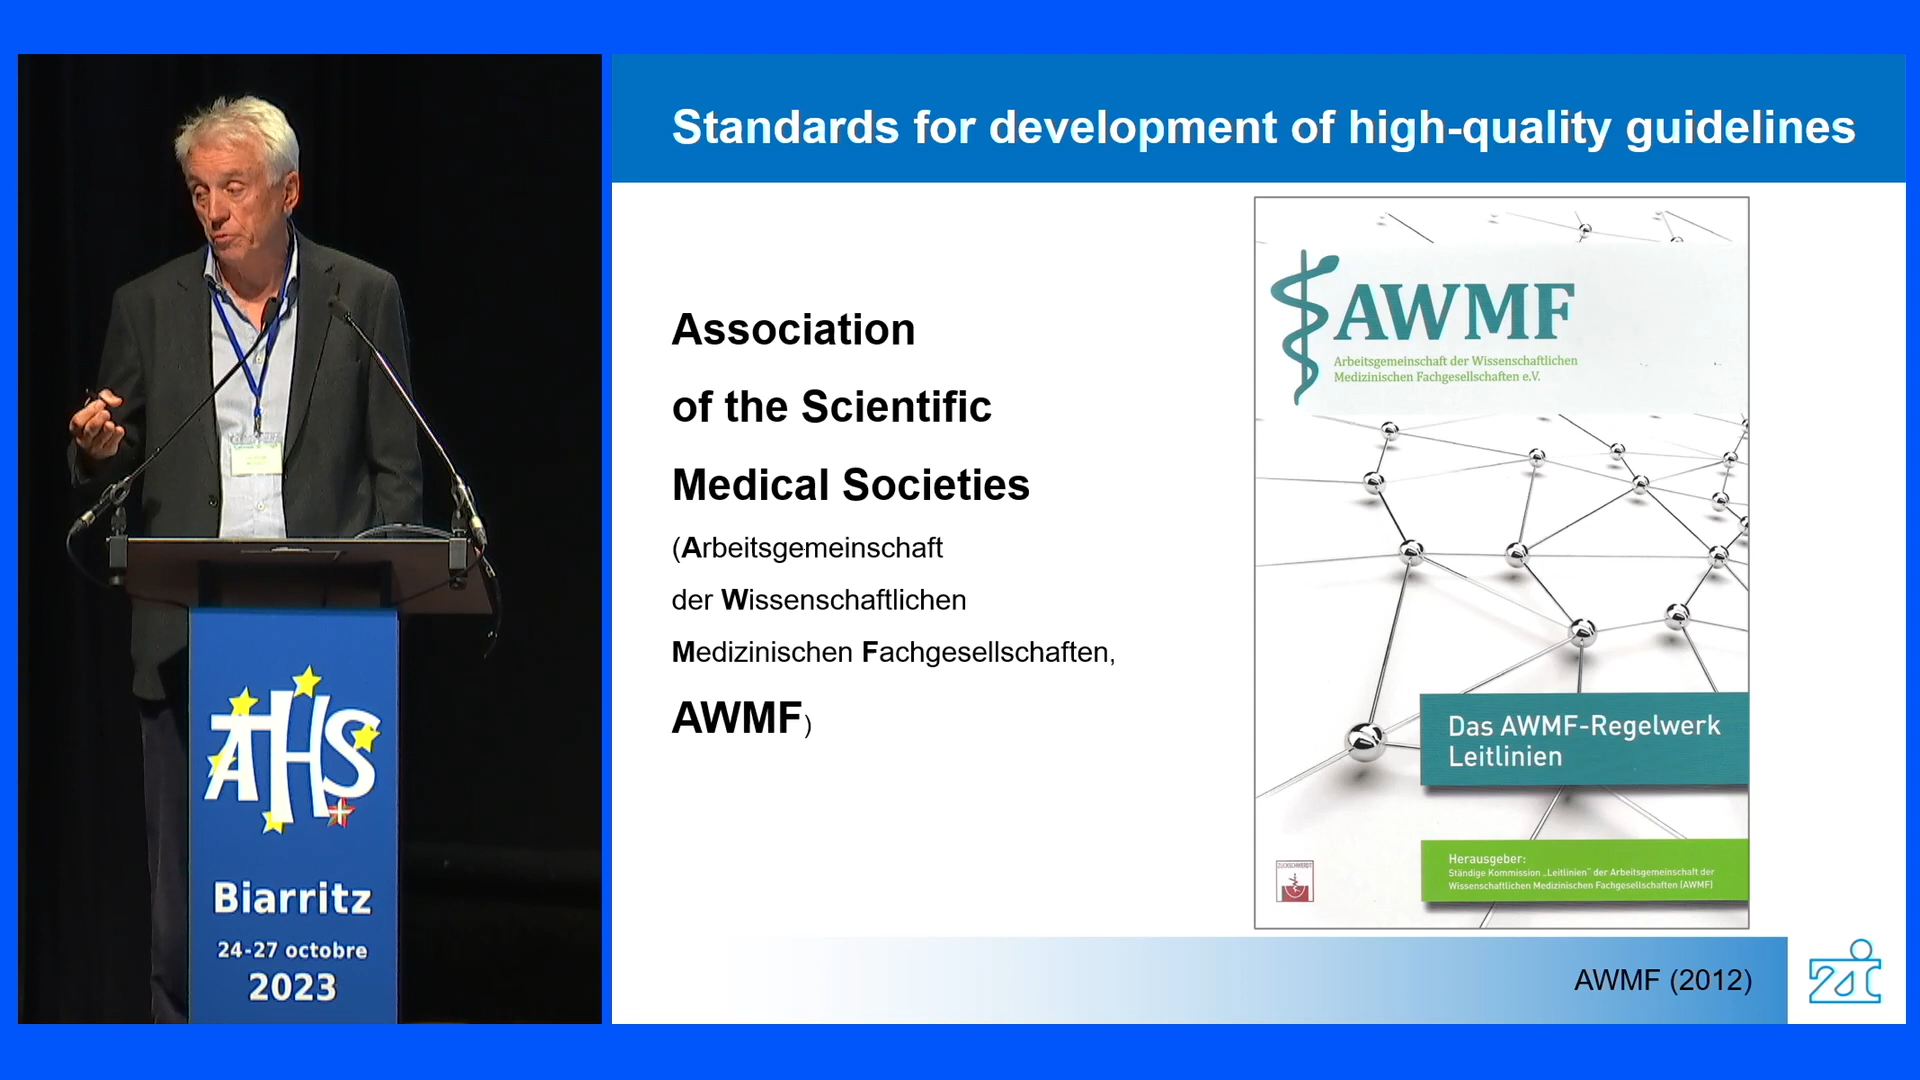 Standards for development of high-quality guidelines
Association
of the Scientific
Medical Societies
(Arbeitsgemeinschaft
der Wissenschaftlichen
Medizinischen Fachgesellschaften,
AWMF)
AWMF
Arbeitsgemeinschaft der Wissenschaftlichen
Medizinischen Fachgesellschaften e.V.
Das AWMF-Regelwerk
Leitlinien
Herausgeber:
Ständige Kommission „Leitlinien“ der Arbeitsgemeinschaft der
Wissenschaftlichen Medizinischen Fachgesellschaften (AWMF)
ZUCKSCHWERDT
AWMF (2012)
zi
AHS
Biarritz
24-27 octobre
2023